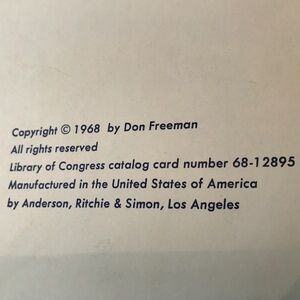 Copyright © 1968 by Don Freeman
All rights reserved
Library of Congress catalog card number 68-12895
Manufactured in the United States of America
by Anderson, Ritchie & Simon, Los Angeles